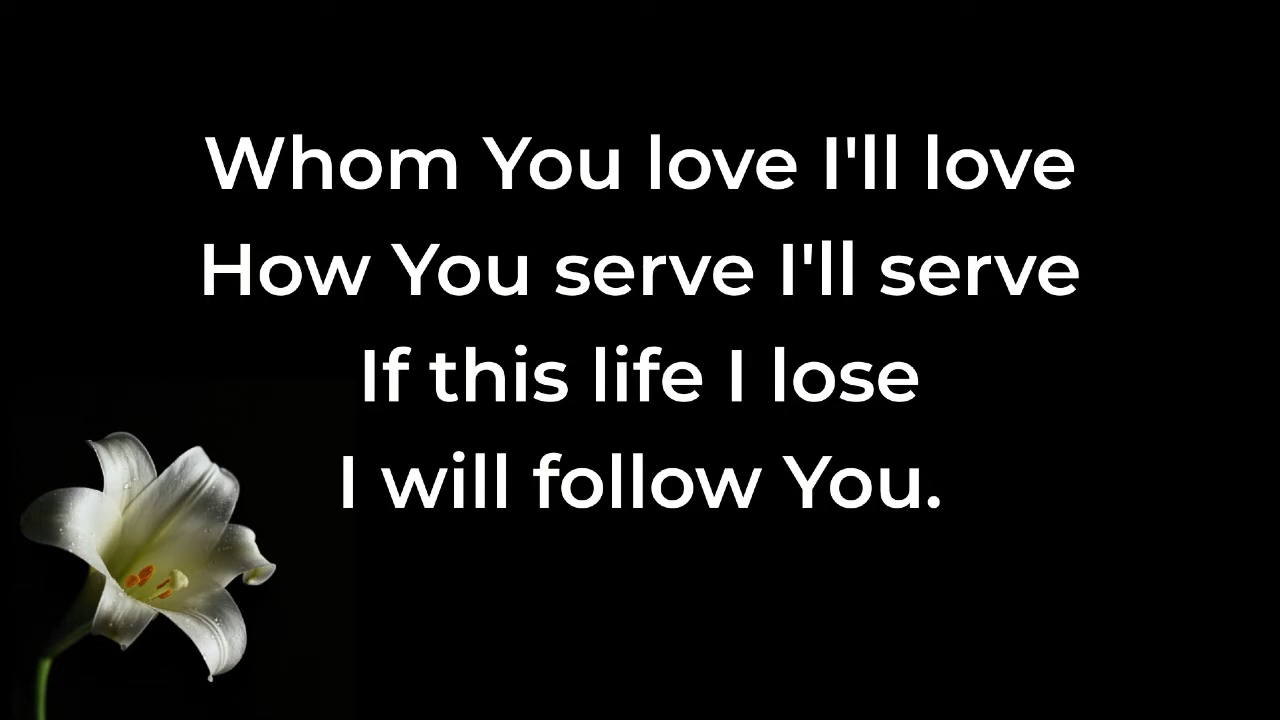 Whom You love I'll love
How You serve I'll serve
If this life I lose
I will follow You.